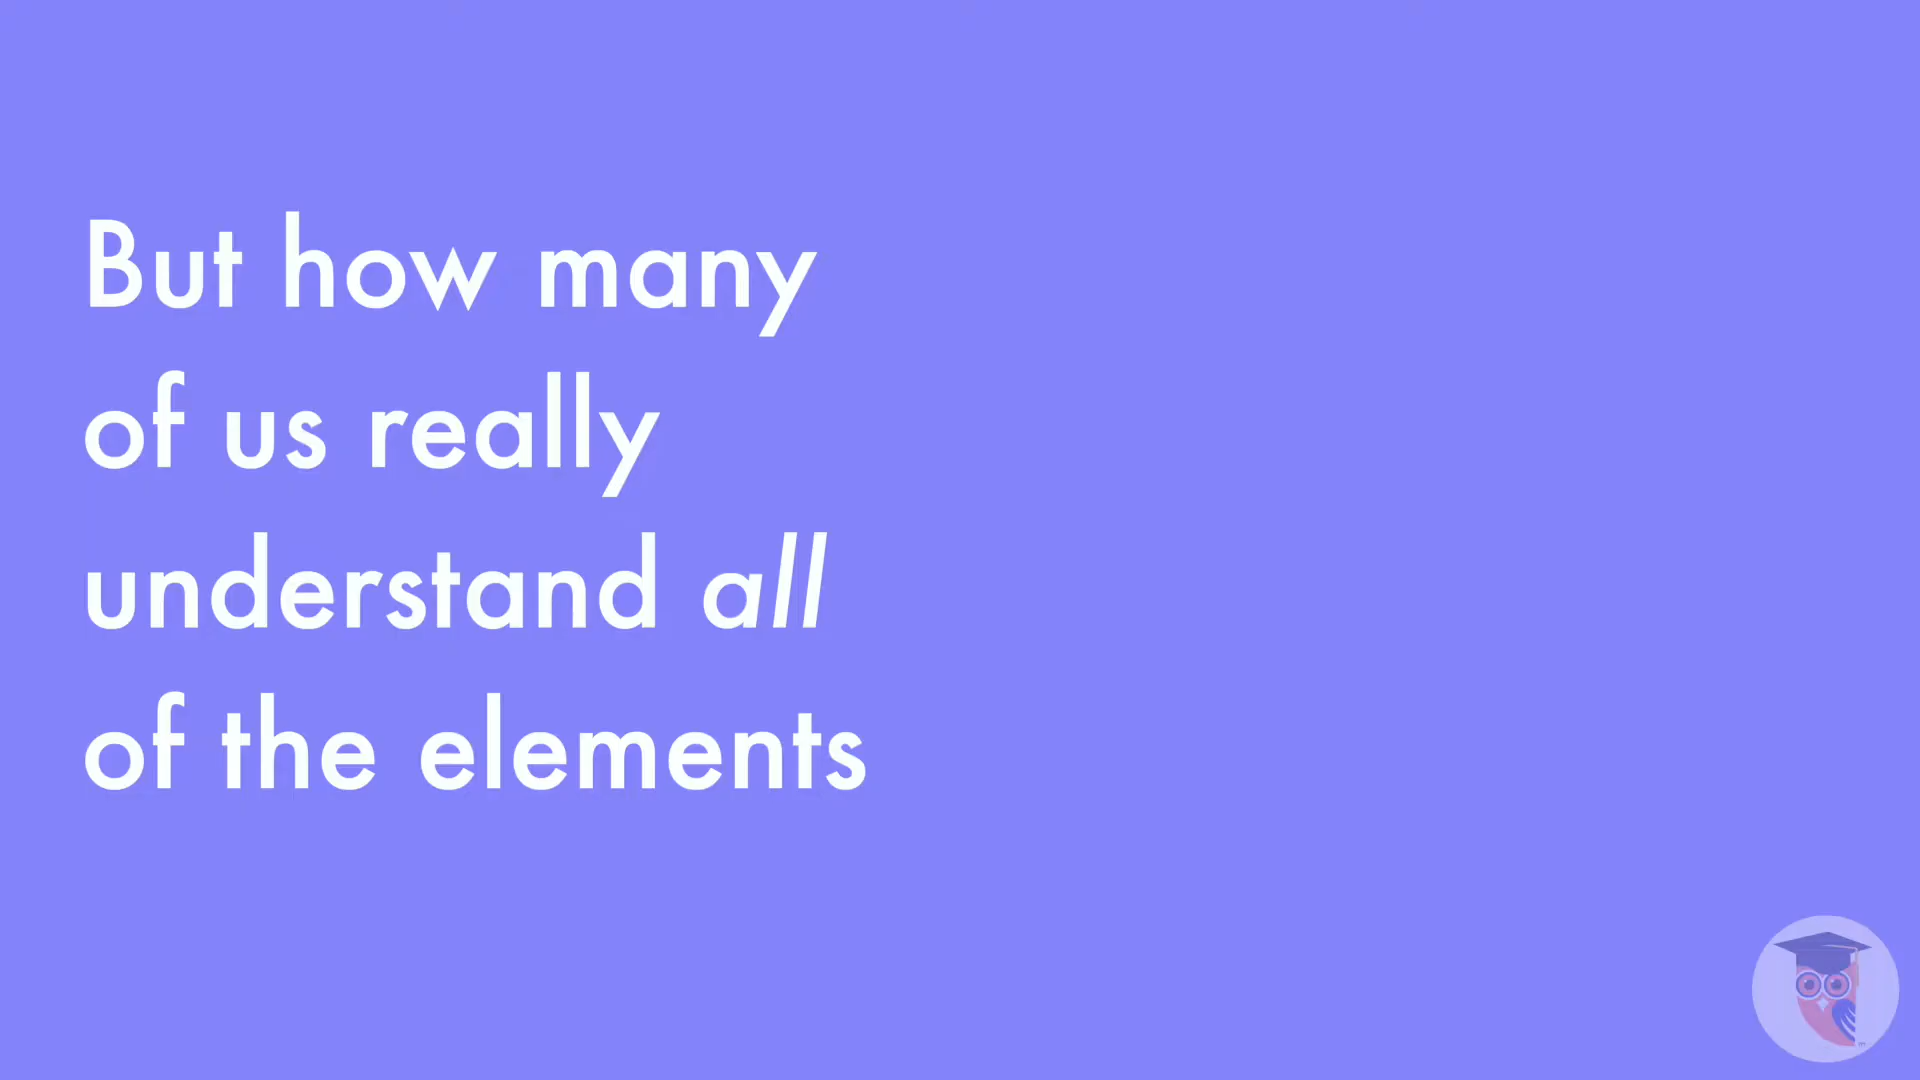 But how many
of us really
understand all
of the elements